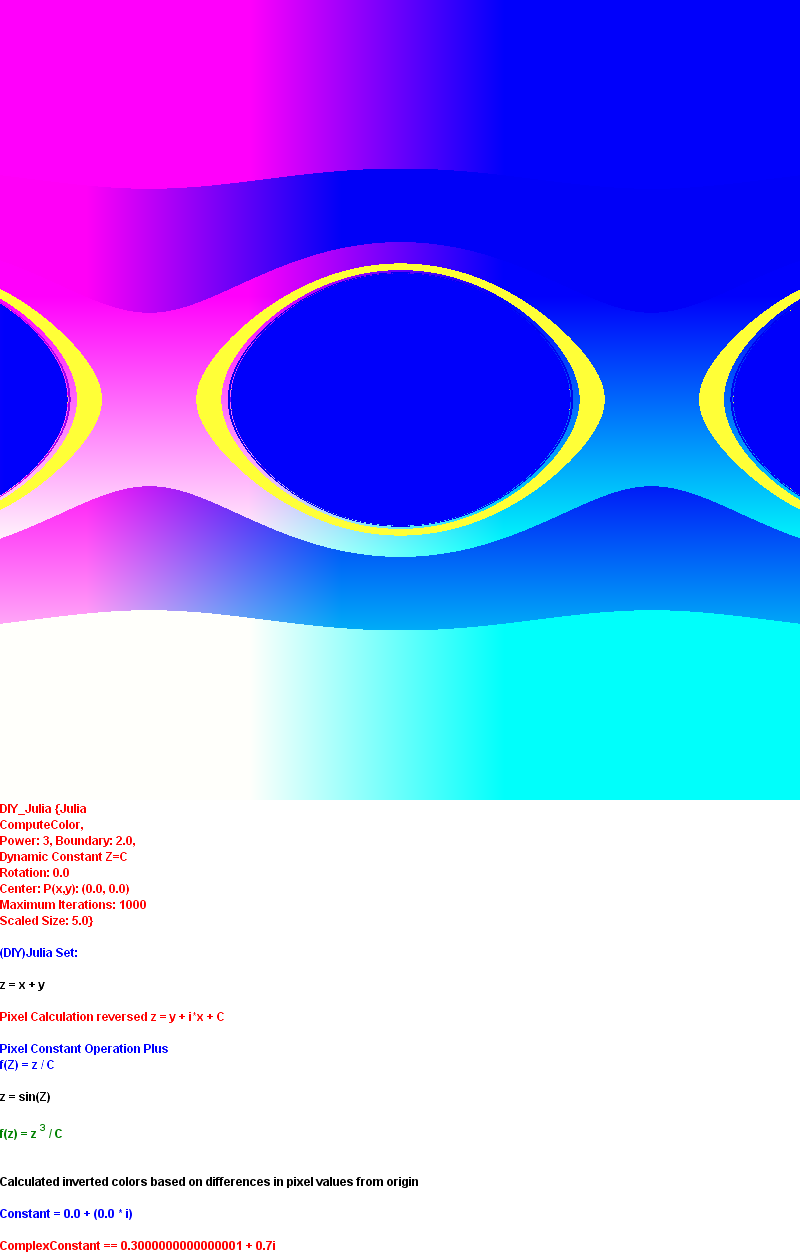 DIY_Julia {Julia
ComputeColor,
Power: 3, Boundary: 2.0,
Dynamic Constant Z=C
Rotation: 0.0
Center: P(x,y): (0.0, 0.0)
Maximum Iterations: 1000
Scaled Size: 5.0}
(DIY)Julia Set:
z = x + y
Pixel Calculation reversed z = y + i*x + C
Pixel Constant Operation Plus
f(Z) = z / C
z = sin(Z)
f(z) = z 3 / C
Calculated inverted colors based on differences in pixel values from origin
Constant = 0.0 + (0.0 * i)
ComplexConstant == 0.3000000000000001 + 0.7i